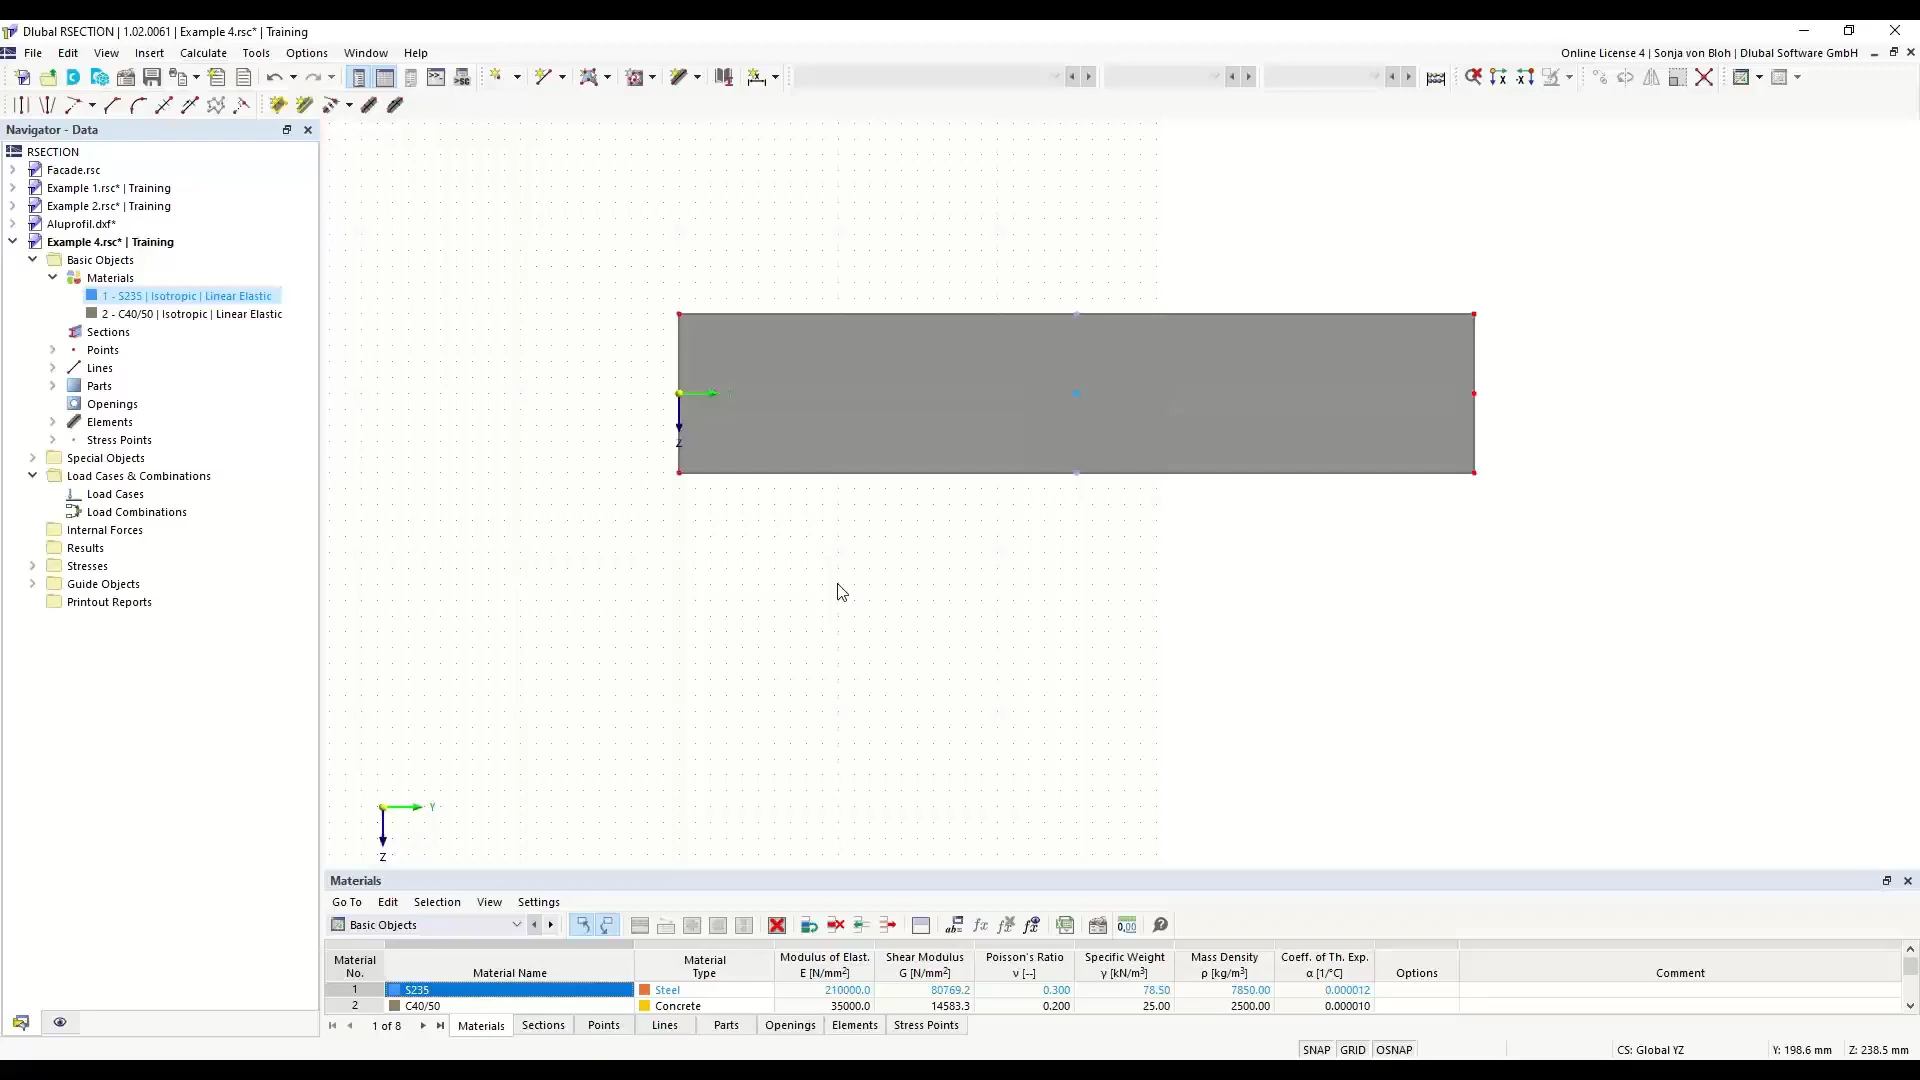 Dlubal RSECTION | 1.02.0061 | Example 4.rsc* | Training
File Edit View Insert Calculate Tools Options Window Help
Online License 4 | Sonja von Bloh | Dlubal Software GmbH
Navigator - Data
RSECTION
Facade.rsc
Example 1.rsc* | Training
Example 2.rsc* | Training
Aluprofil.dxf*
Example 4.rsc* | Training
Basic Objects
Materials
1 - S235 | Isotropic | Linear Elastic
2 - C40/50 | Isotropic | Linear Elastic
Sections
Points
Lines
Parts
Openings
Elements
Stress Points
Special Objects
Load Cases & Combinations
Load Cases
Load Combinations
Internal Forces
Results
Stresses
Guide Objects
Printout Reports
Z
Y
Z
Materials
Go To Edit Selection View Settings
Basic Objects
Material No. Material Name Material Type Modulus of Elast. E [N/mm²] Shear Modulus G [N/mm²] Poisson's Ratio ν [--] Specific Weight γ [kN/m³] Mass Density ρ [kg/m³] Coeff. of Th. Exp. α [1/°C] Options Comment
1 S235 Steel 210000.0 80769.2 0.300 78.50 7850.00 0.000012
2 C40/50 Concrete 35000.0 14583.3 0.200 25.00 2500.00 0.000010
1 of 8 Materials Sections Points Lines Parts Openings Elements Stress Points
SNAP GRID OSNAP CS: Global YZ Y: 198.6 mm Z: 238.5 mm